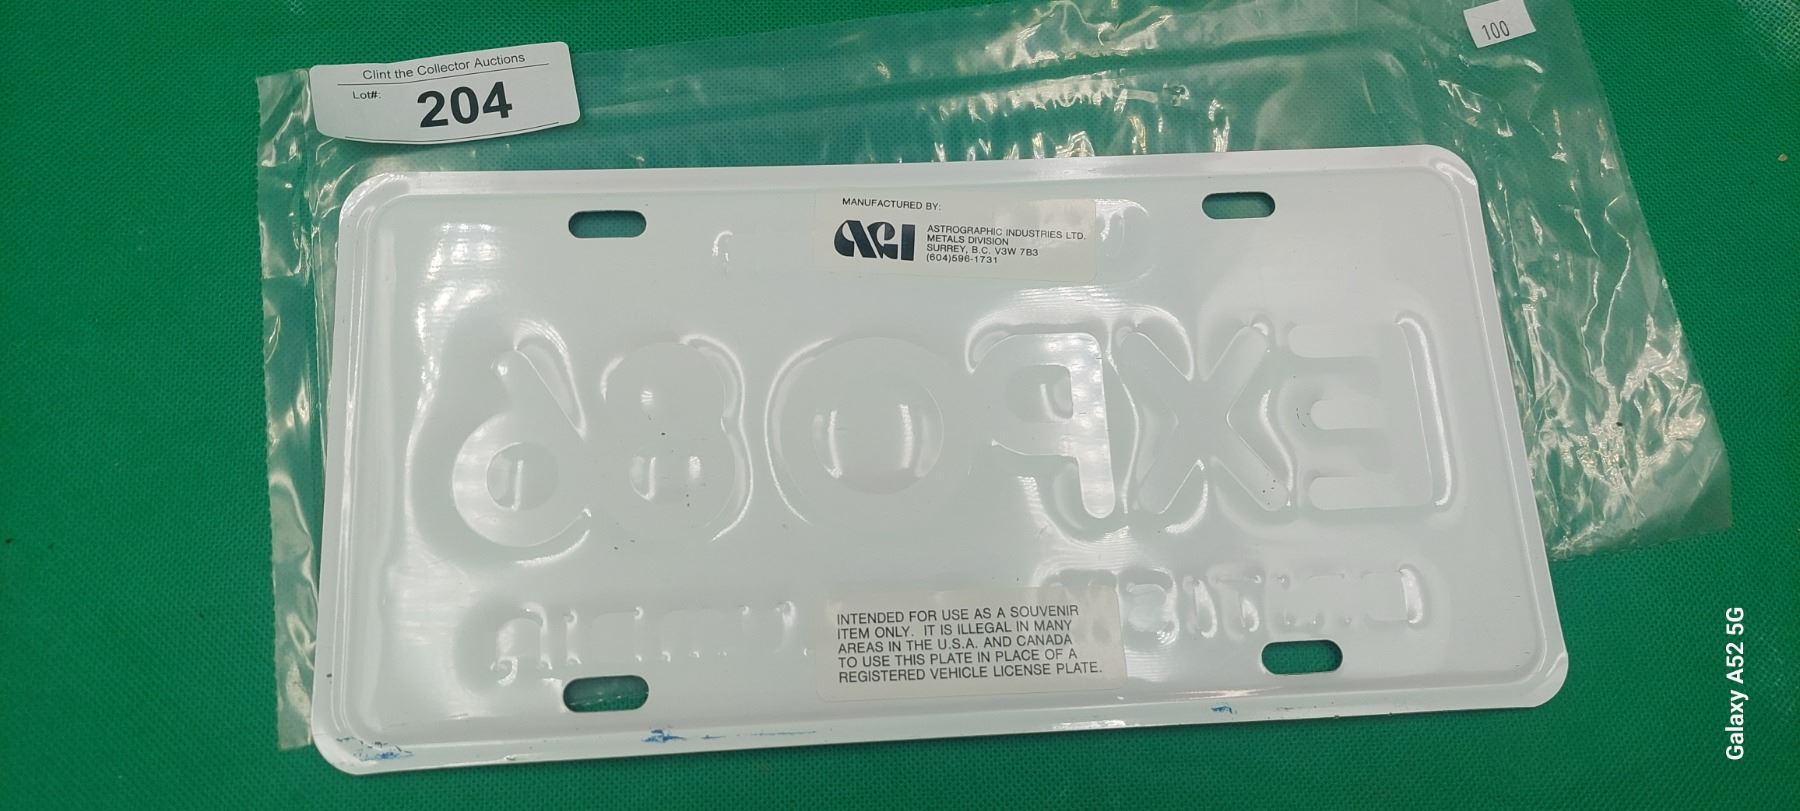 Clint the Collector Auctions
Lot#:
204
100
MANUFACTURED BY:
AGI
ASTROGRAPHIC INDUSTRIES LTD.
METALS DIVISION
SURREY, B.C. V3W 7B3
(604)596-1731
EXPO86
INTENDED FOR USE AS A SOUVENIR
ITEM ONLY. IT IS ILLEGAL IN MANY
AREAS IN THE U.S.A. AND CANADA
TO USE THIS PLATE IN PLACE OF A
REGISTERED VEHICLE LICENSE PLATE.
Galaxy A52 5G